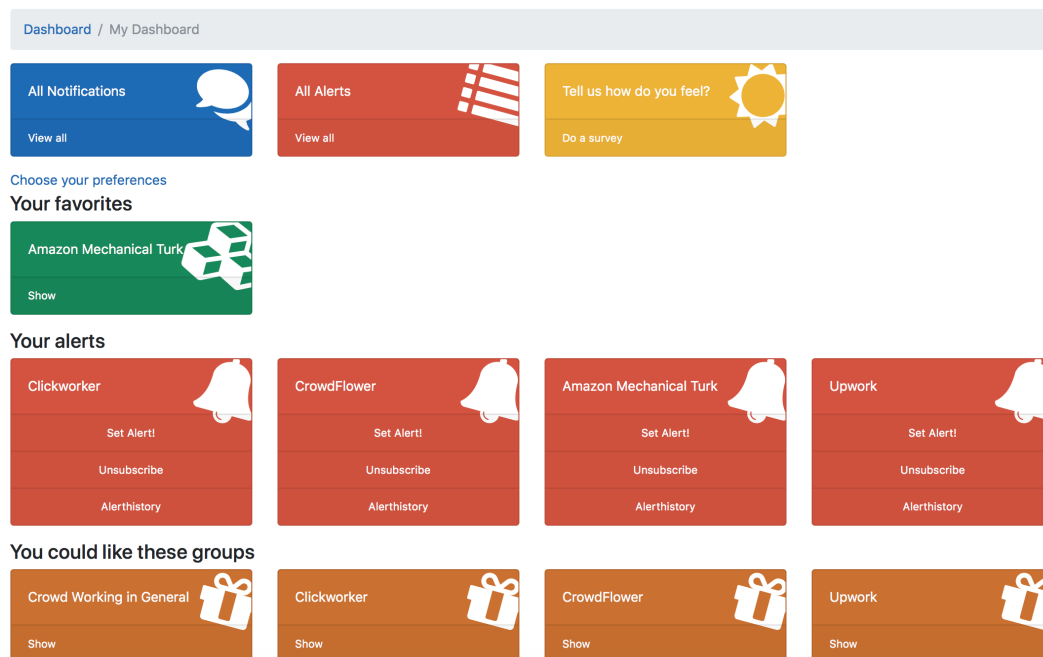 Dashboard / My Dashboard
All Notifications
View all
All Alerts
View all
Tell us how do you feel?
Do a survey
Choose your preferences
Your favorites
Amazon Mechanical Turk
Show
Your alerts
Clickworker
Set Alert!
Unsubscribe
Alerthistory
CrowdFlower
Set Alert!
Unsubscribe
Alerthistory
Amazon Mechanical Turk
Set Alert!
Unsubscribe
Alerthistory
Upwork
Set Alert!
Unsubscribe
Alerthistory
You could like these groups
Crowd Working in General
Show
Clickworker
Show
CrowdFlower
Show
Upwork
Show